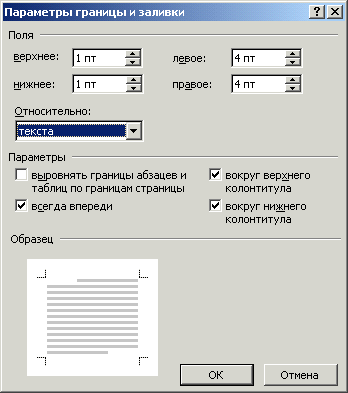 Параметры границы и заливки
Поля
верхнее: 1 пт левое: 4 пт
нижнее: 1 пт правое: 4 пт
Относительно:
текста
Параметры
выровнять границы абзацев и таблиц по границам страницы
вокруг верхнего колонтитула
всегда впереди
вокруг нижнего колонтитула
Образец
ОК Отмена